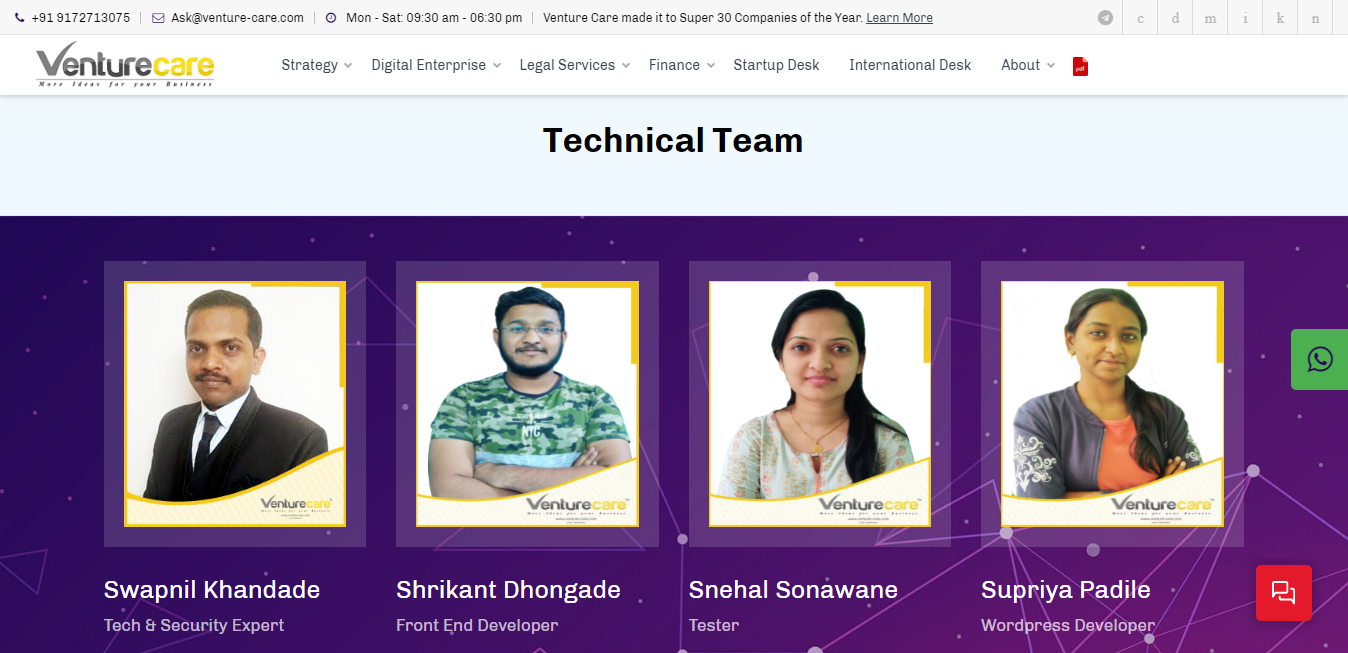 +91 9172713075 Ask@venture-care.com Mon - Sat: 09:30 am - 06:30 pm Venture Care made it to Super 30 Companies of the Year. Learn More c d m i k n
Venturecare
More Ideas for your Business
Strategy Digital Enterprise Legal Services Finance Startup Desk International Desk About pdf
Technical Team
NYC
Venturecare
Venturecare
Venturecare
Venturecare
Swapnil Khandade Shrikant Dhongade Snehal Sonawane Supriya Padile
Tech & Security Expert Front End Developer Tester Wordpress Developer